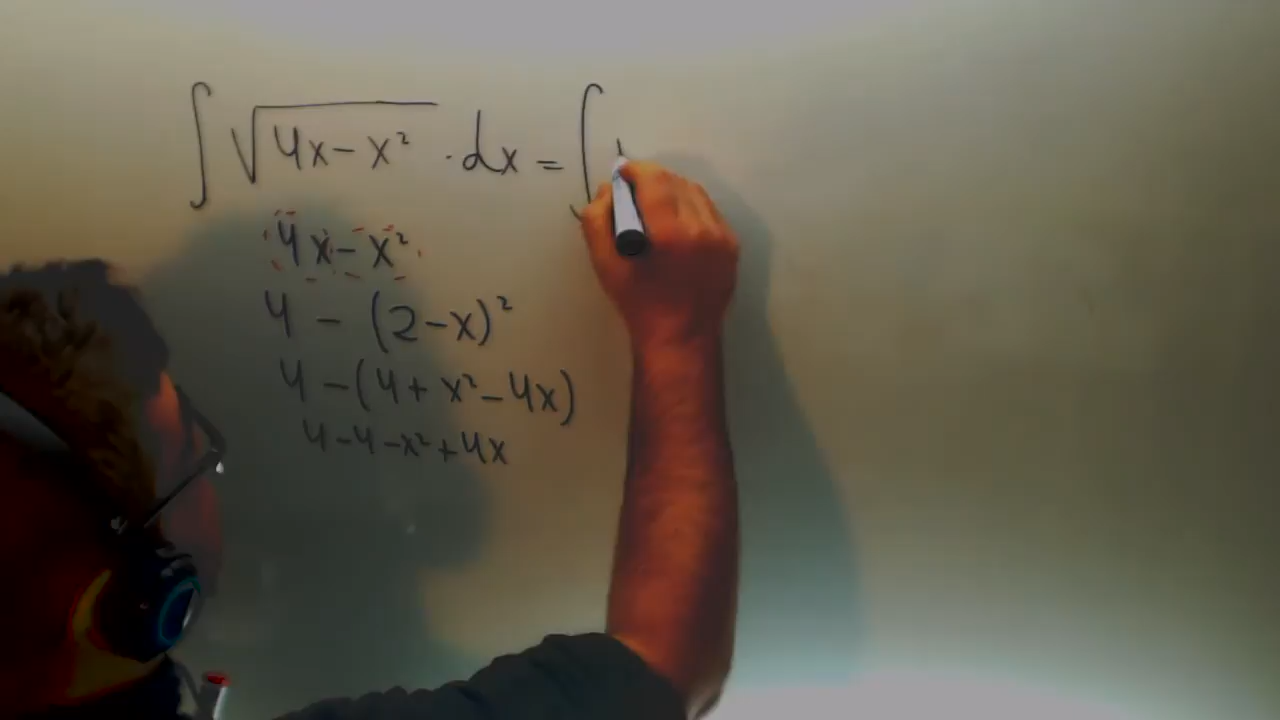 ∫ √(4x-x²) · dx = ∫
4x-x²
4 - (2-x)²
4 -(4+ x²-4x)
4-4-x²+4x